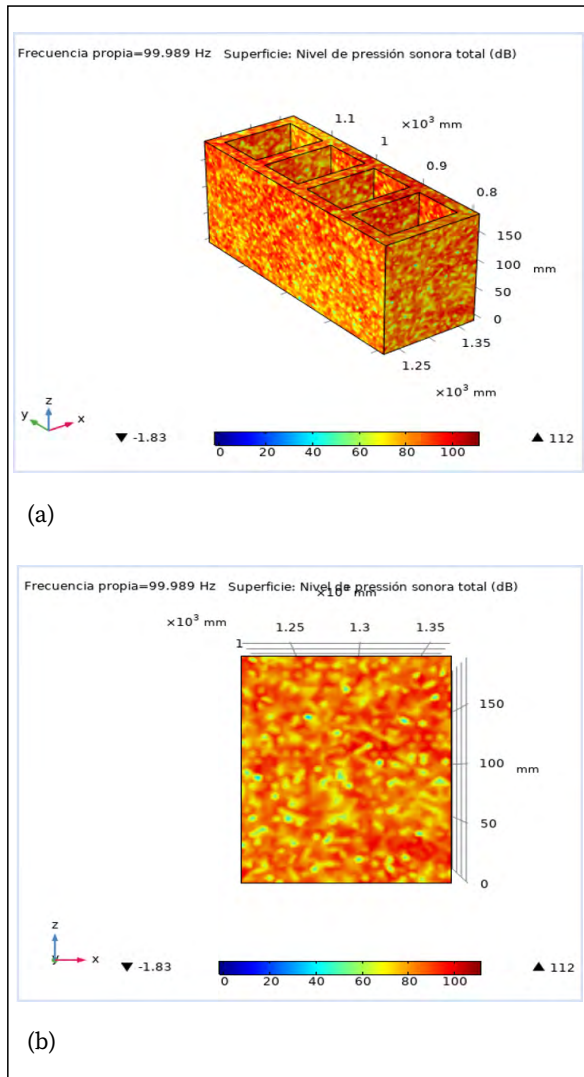 Frecuencia propia=99.989 Hz Superficie: Nivel de presión sonora total (dB)
1.1
×10³ mm
1
0.9
0.8
150
100
mm
50
0
1.35
1.25
×10³ mm
z
y
x
▼ -1.83
0 20 40 60 80 100
▲ 112
(a)
Frecuencia propia=99.989 Hz Superficie: Nivel de presión sonora total (dB)
×10³ mm
1.25 1.3 1.35
1
150
100
mm
50
0
z
y
x
▼ -1.83
0 20 40 60 80 100
▲ 112
(b)